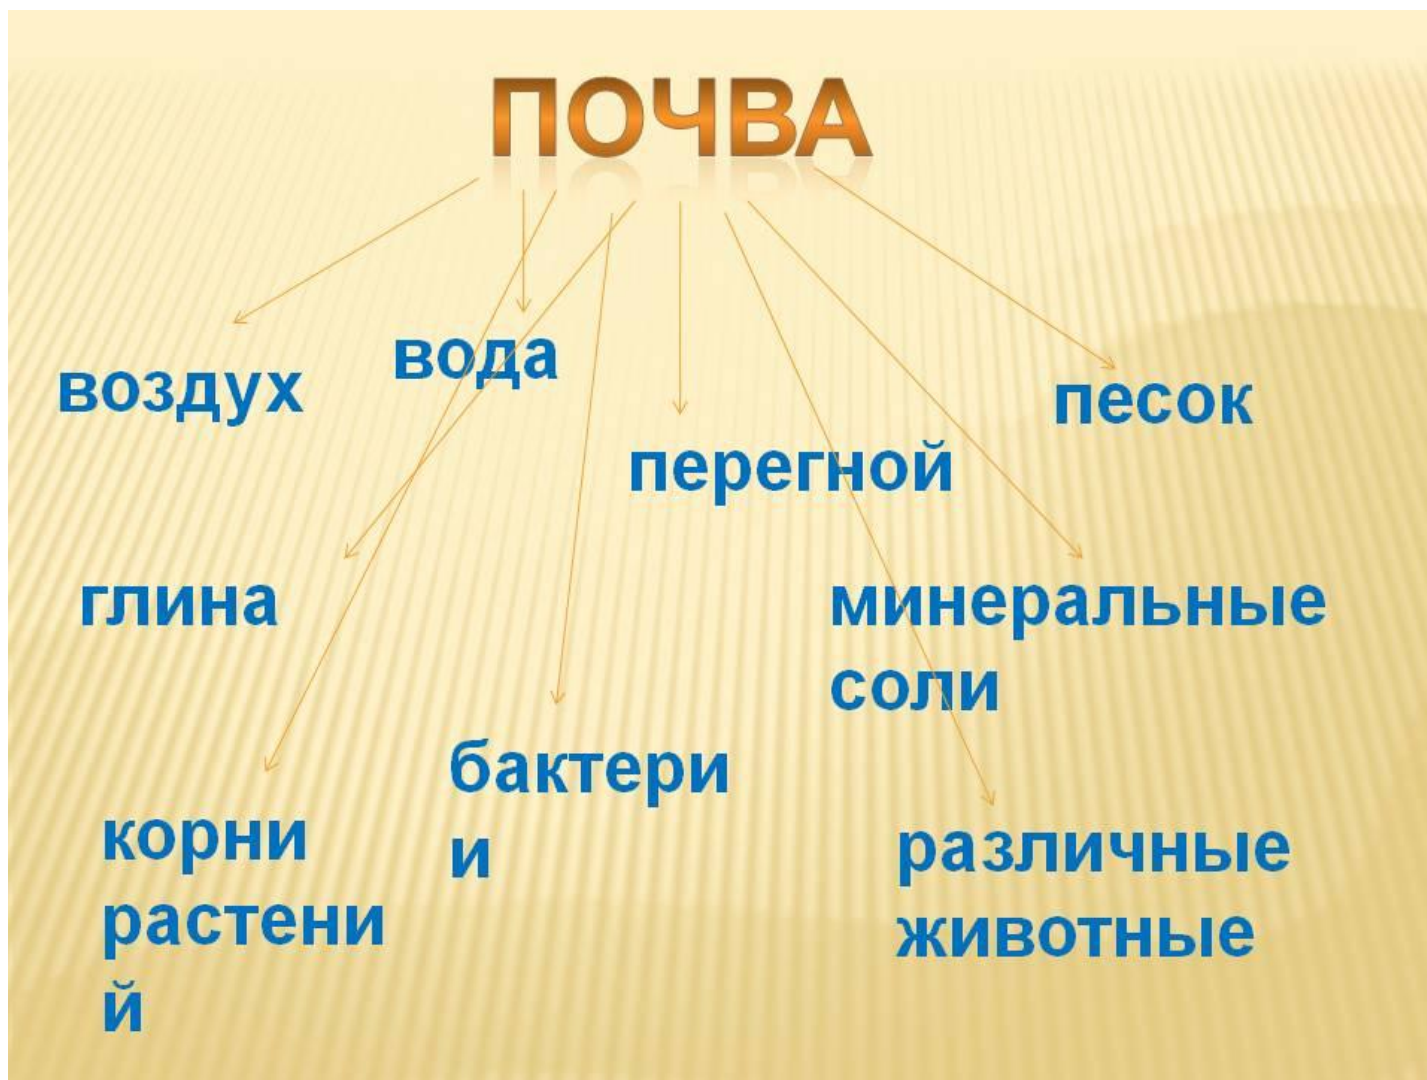 ПОЧВА
воздух
вода
песок
перегной
глина
минеральные
соли
бактери
и
корни
растени
й
различные
животные